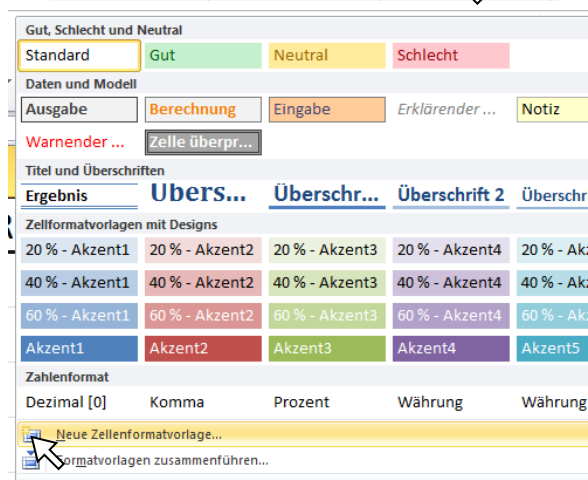 Gut, Schlecht und Neutral
Standard Gut Neutral Schlecht
Daten und Modell
Ausgabe Berechnung Eingabe Erklärender ... Notiz
Warnender ... Zelle überpr...
Titel und Überschriften
Ergebnis Übers... Überschr... Überschrift 2 Überschr
Zellformatvorlagen mit Designs
20 % - Akzent1 20 % - Akzent2 20 % - Akzent3 20 % - Akzent4 20 % - Akz
40 % - Akzent1 40 % - Akzent2 40 % - Akzent3 40 % - Akzent4 40 % - Akz
60 % - Akzent1 60 % - Akzent2 60 % - Akzent3 60 % - Akzent4 60 % - Akz
Akzent1 Akzent2 Akzent3 Akzent4 Akzent5
Zahlenformat
Dezimal [0] Komma Prozent Währung Währung
Neue Zellenformatvorlage...
Formatvorlagen zusammenführen...